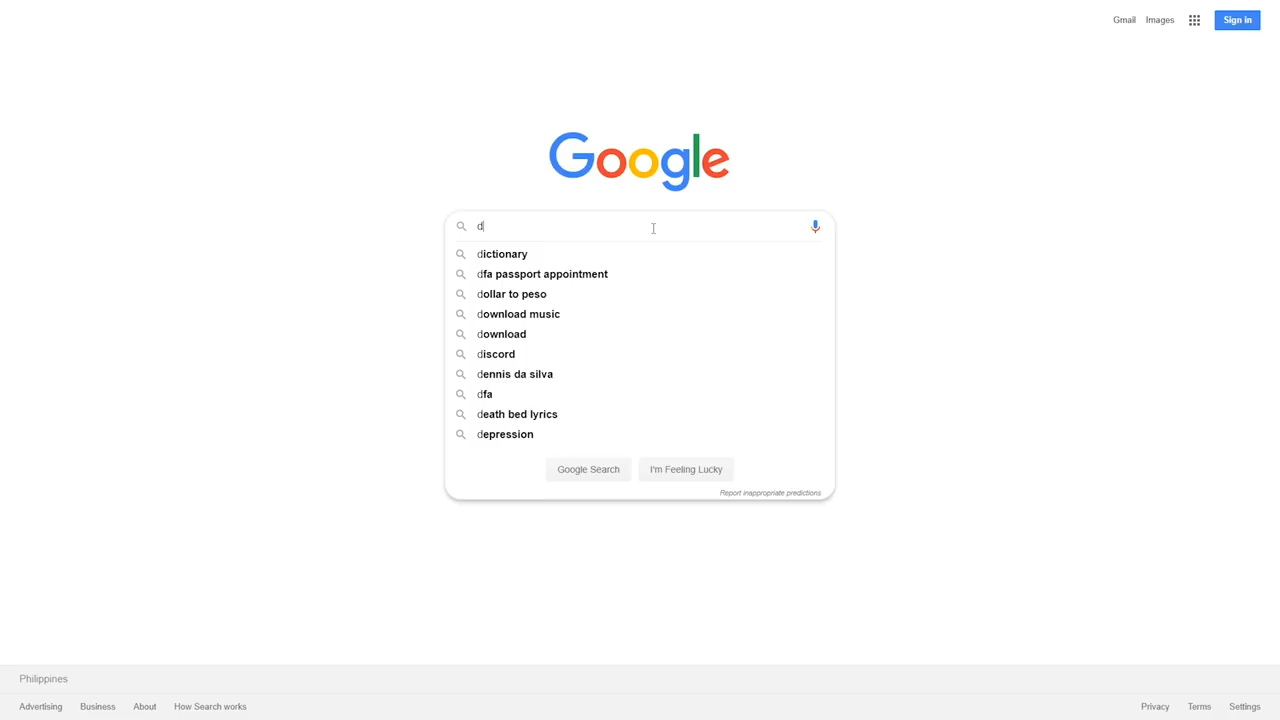 Gmail Images Sign in
Google
d
dictionary
dfa passport appointment
dollar to peso
download music
download
discord
dennis da silva
dfa
death bed lyrics
depression
Google Search I'm Feeling Lucky
Report inappropriate predictions
Philippines
Advertising Business About How Search works Privacy Terms Settings